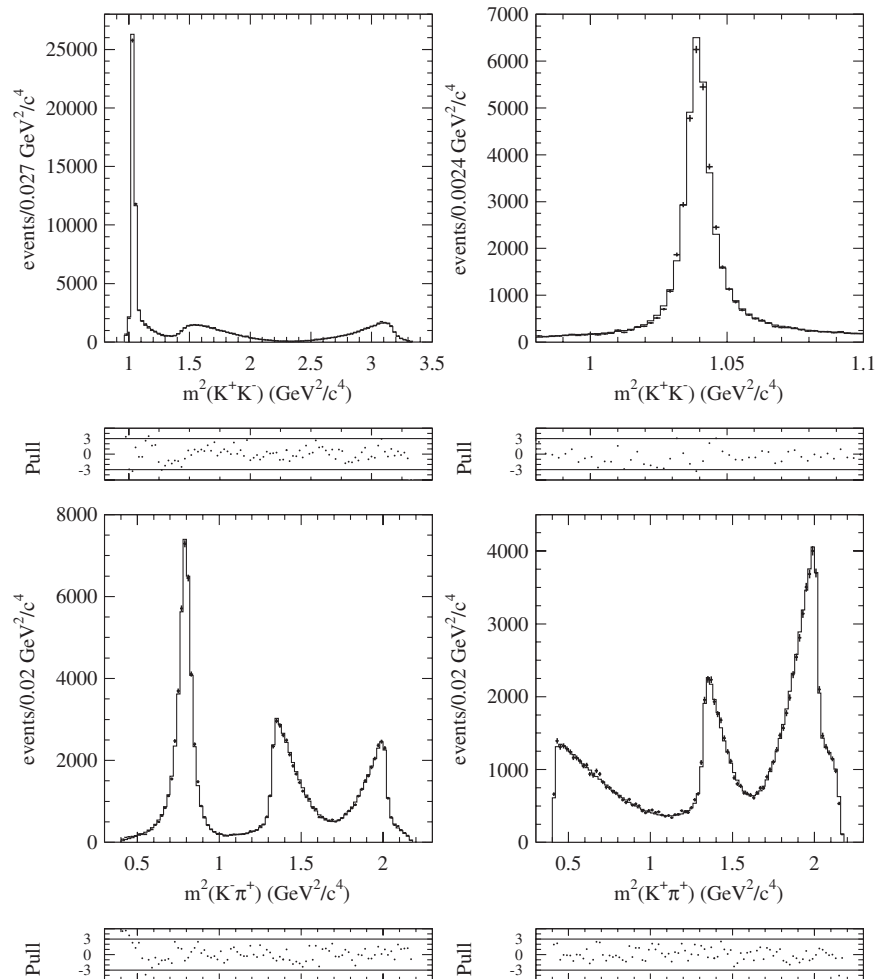 25000
20000
15000
10000
5000
0
events/0.027 GeV²/c⁴
1 1.5 2 2.5 3 3.5
m²(K⁺K⁻) (GeV²/c⁴)
7000
6000
5000
4000
3000
2000
1000
0
events/0.0024 GeV²/c⁴
1 1.05 1.1
m²(K⁺K⁻) (GeV²/c⁴)
Pull
3
0
-3
Pull
3
0
-3
8000
6000
4000
2000
0
events/0.02 GeV²/c⁴
0.5 1 1.5 2
m²(K⁻π⁺) (GeV²/c⁴)
4000
3000
2000
1000
0
events/0.02 GeV²/c⁴
0.5 1 1.5 2
m²(K⁺π⁺) (GeV²/c⁴)
Pull
3
0
-3
Pull
3
0
-3